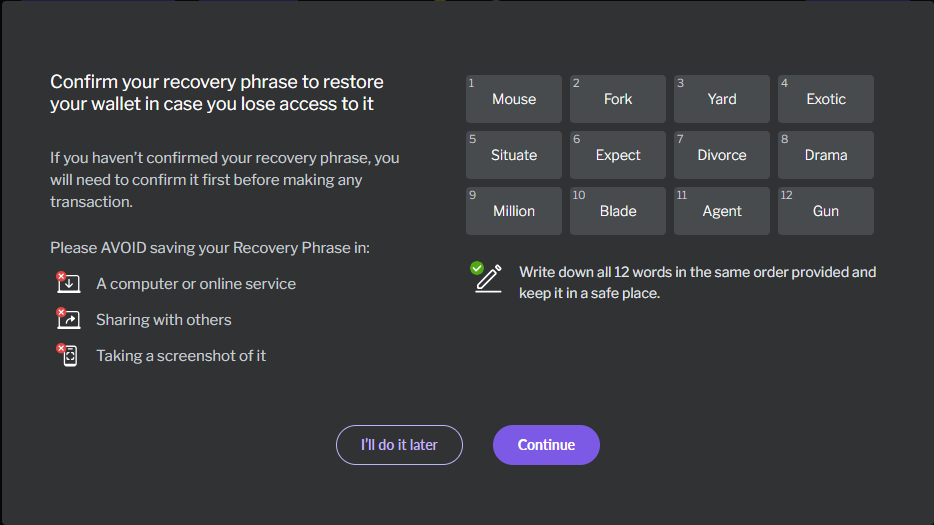 Confirm your recovery phrase to restore
your wallet in case you lose access to it
If you haven't confirmed your recovery phrase, you
will need to confirm it first before making any
transaction.
Please AVOID saving your Recovery Phrase in:
A computer or online service
Sharing with others
Taking a screenshot of it
1 Mouse 2 Fork 3 Yard 4 Exotic
5 Situate 6 Expect 7 Divorce 8 Drama
9 Million 10 Blade 11 Agent 12 Gun
Write down all 12 words in the same order provided and
keep it in a safe place.
I'll do it later
Continue